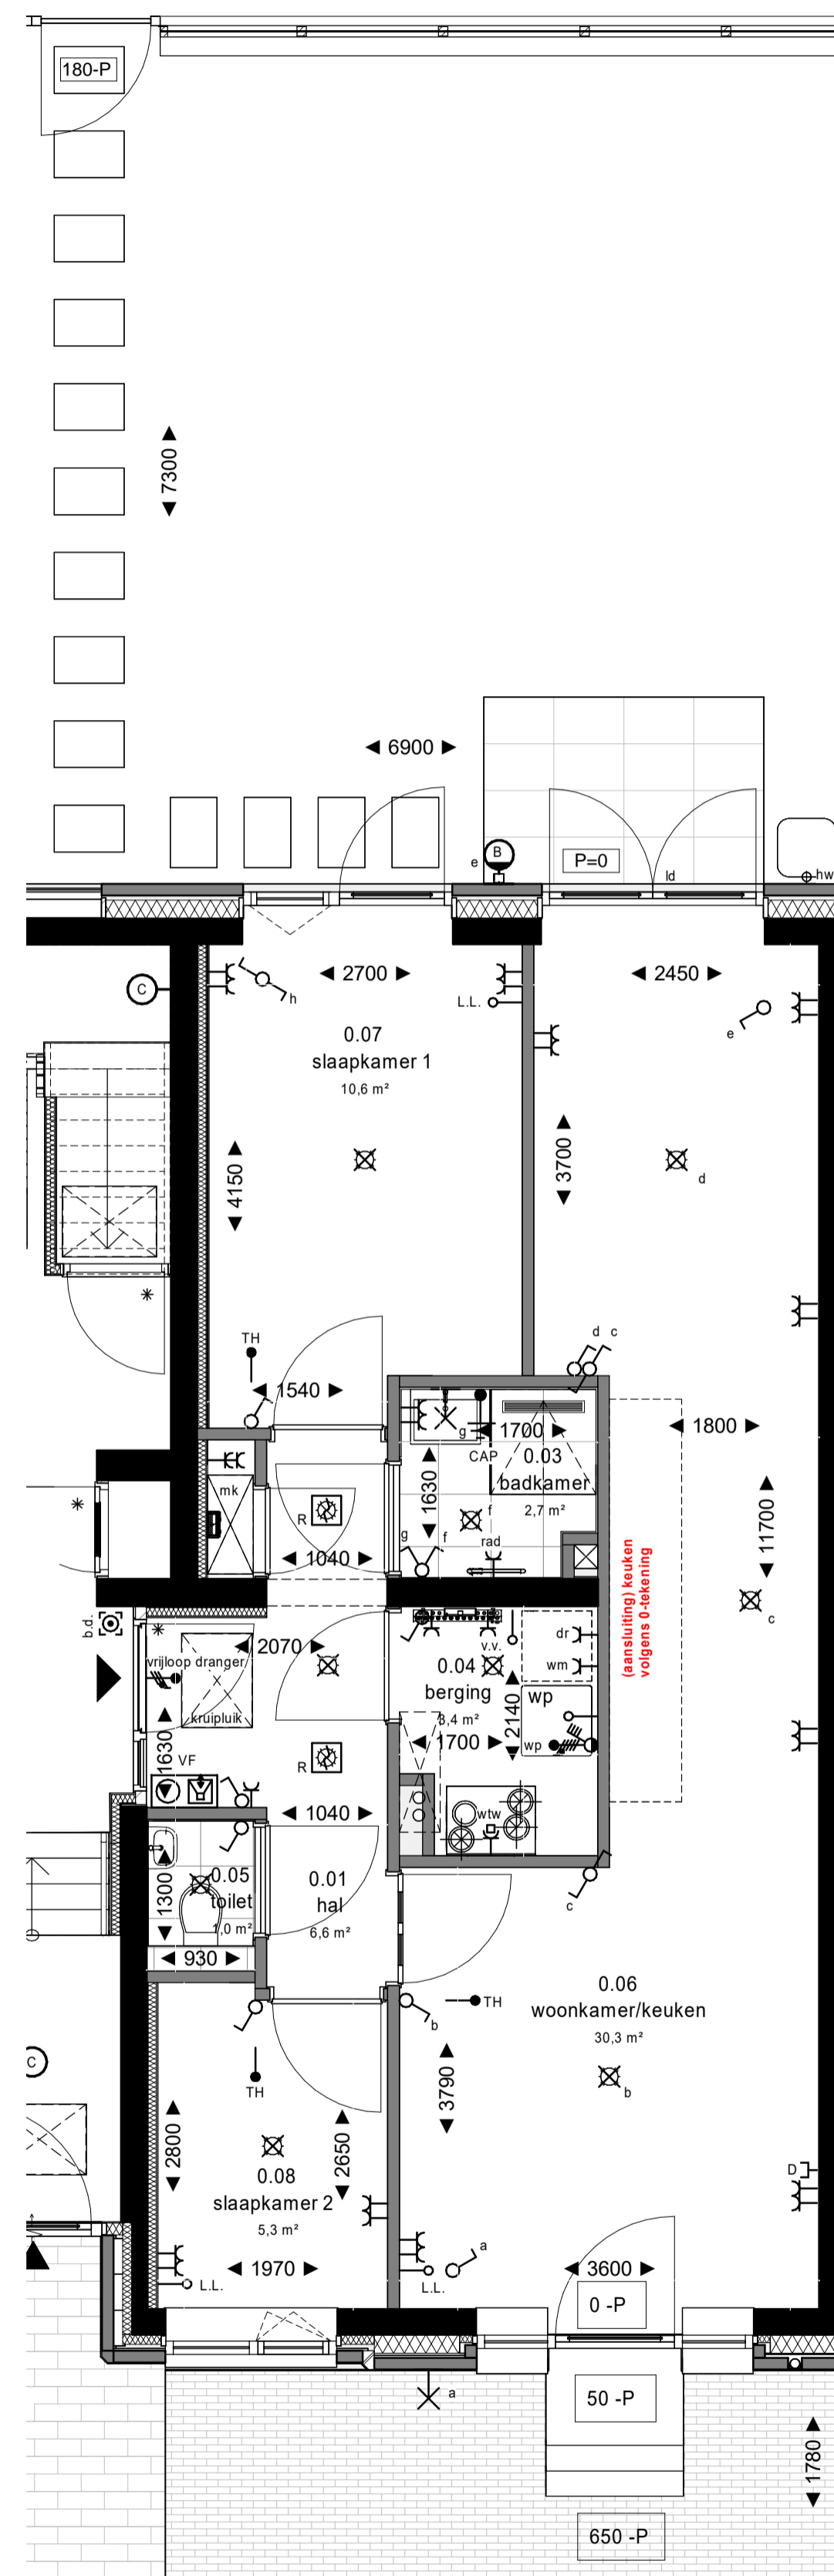 180-P
7300
6900
e
B
P=0
ld
hw
C
h
2700
L.L.
2450
e
0.07
slaapkamer 1
10,6 m²
4150
3700
d
TH
1540
d c
1800
g
1700
CAP
0.03
badkamer
2,7 m²
1630
mk
R
f
g
f
rad
1040
11700
(aansluiting) keuken
volgens 0-tekening
c
b.d.
2070
vrijloop dranger
kruipluik
v.v.
dr
wm
0.04
berging
3,4 m²
2140
wp
wp
1700
1630
VF
R
1040
wtw
0.05
toilet
1,0 m²
1300
930
0.01
hal
6,6 m²
c
0.06
woonkamer/keuken
30,3 m²
TH
b
C
TH
3790
b
2800
2650
0.08
slaapkamer 2
5,3 m²
D
1970
L.L.
L.L.
a
3600
0 -P
50 -P
a
1780
650 -P